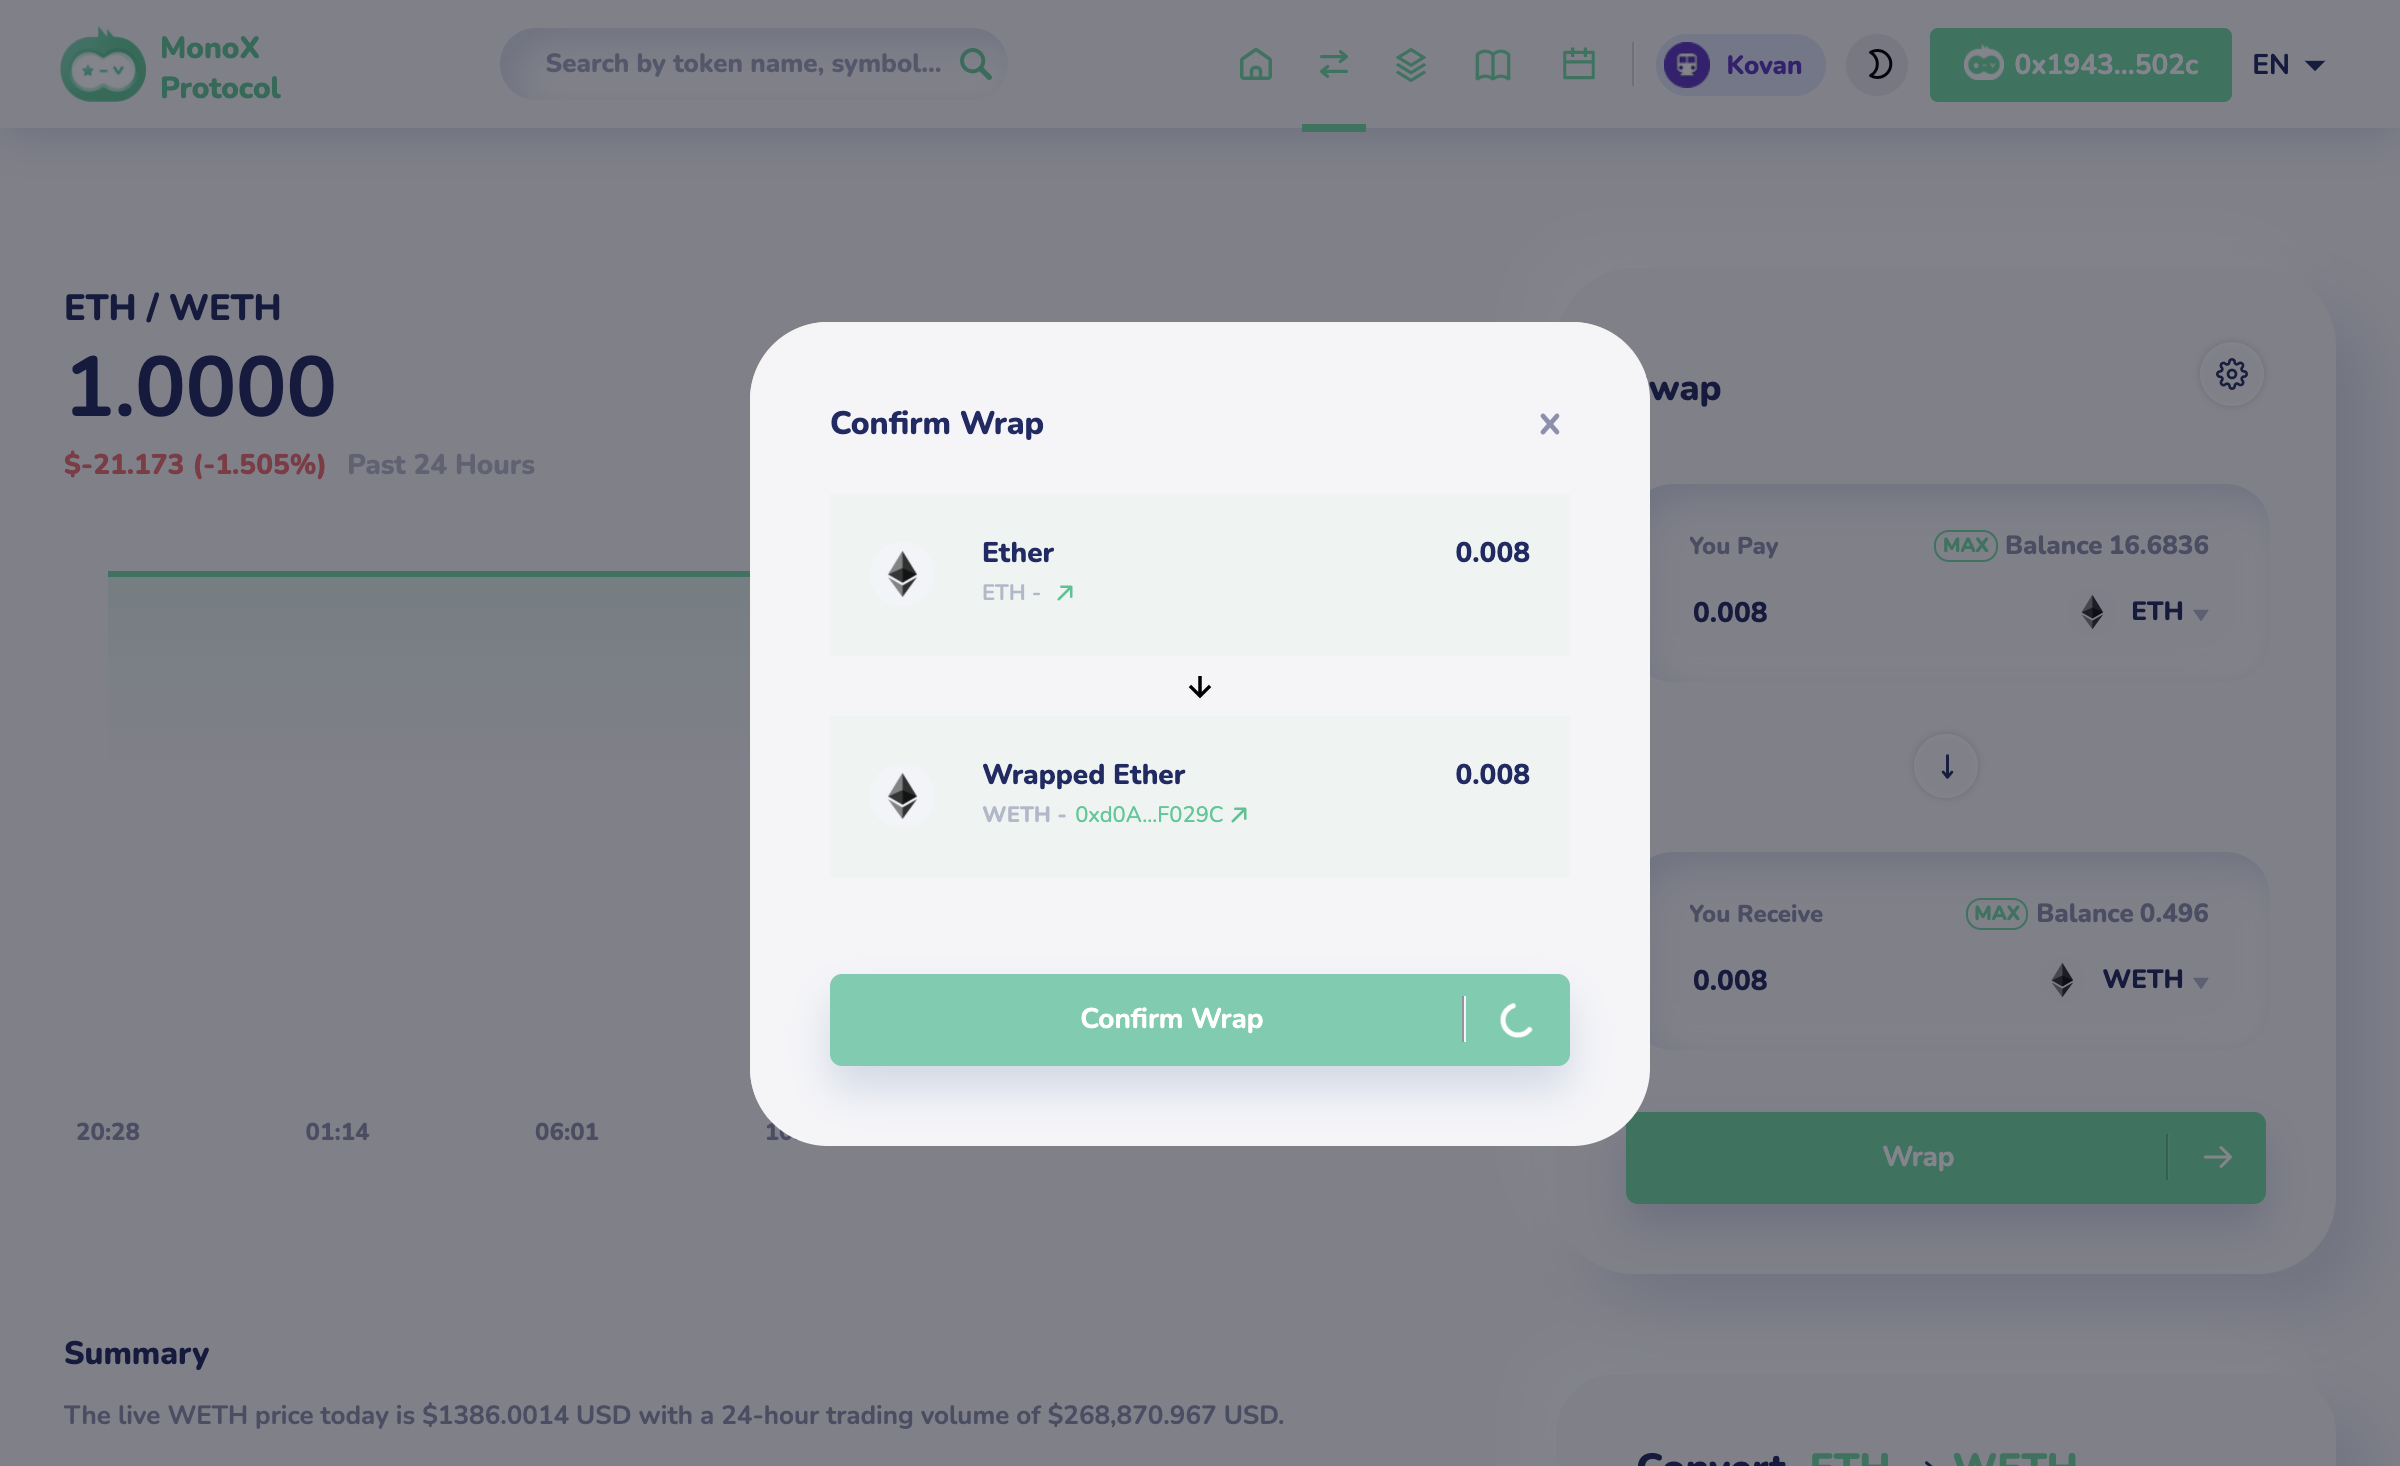 MonoX
Protocol
Search by token name, symbol...
Kovan
0x1943...502c
EN
ETH / WETH
1.0000
$-21.173 (-1.505%) Past 24 Hours
20:28
01:14
06:01
Confirm Wrap
Ether
0.008
ETH -
Wrapped Ether
0.008
WETH - 0xd0A...F029C
Confirm Wrap
wap
You Pay
MAX Balance 16.6836
0.008
ETH
You Receive
MAX Balance 0.496
0.008
WETH
Wrap
Summary
The live WETH price today is $1386.0014 USD with a 24-hour trading volume of $268,870.967 USD.
Convert ETH → WETH